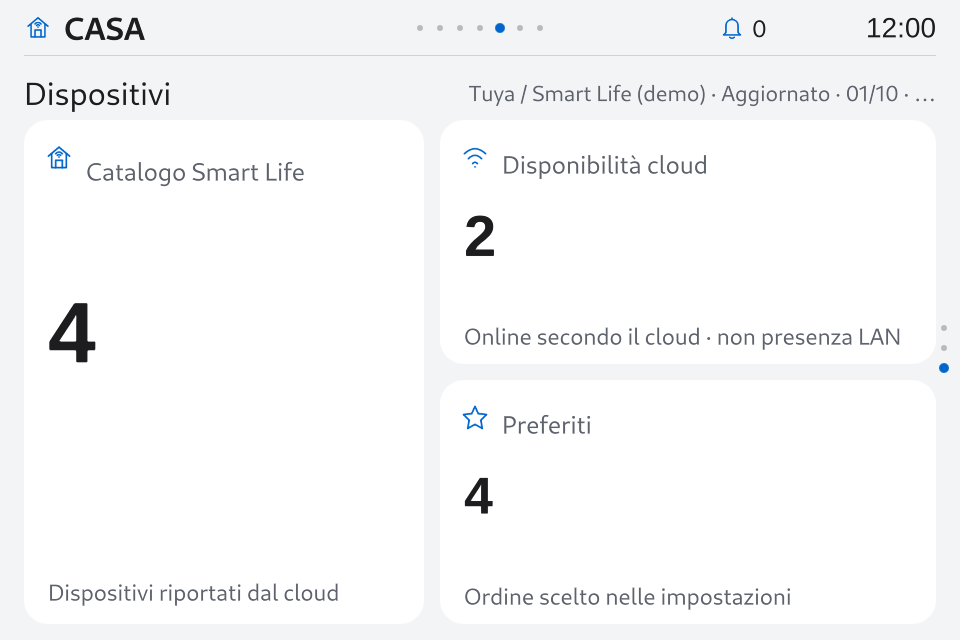 CASA
0
12:00
Dispositivi
Tuya / Smart Life (demo) · Aggiornato · 01/10 · …
Catalogo Smart Life
4
Dispositivi riportati dal cloud
Disponibilità cloud
2
Online secondo il cloud · non presenza LAN
Preferiti
4
Ordine scelto nelle impostazioni